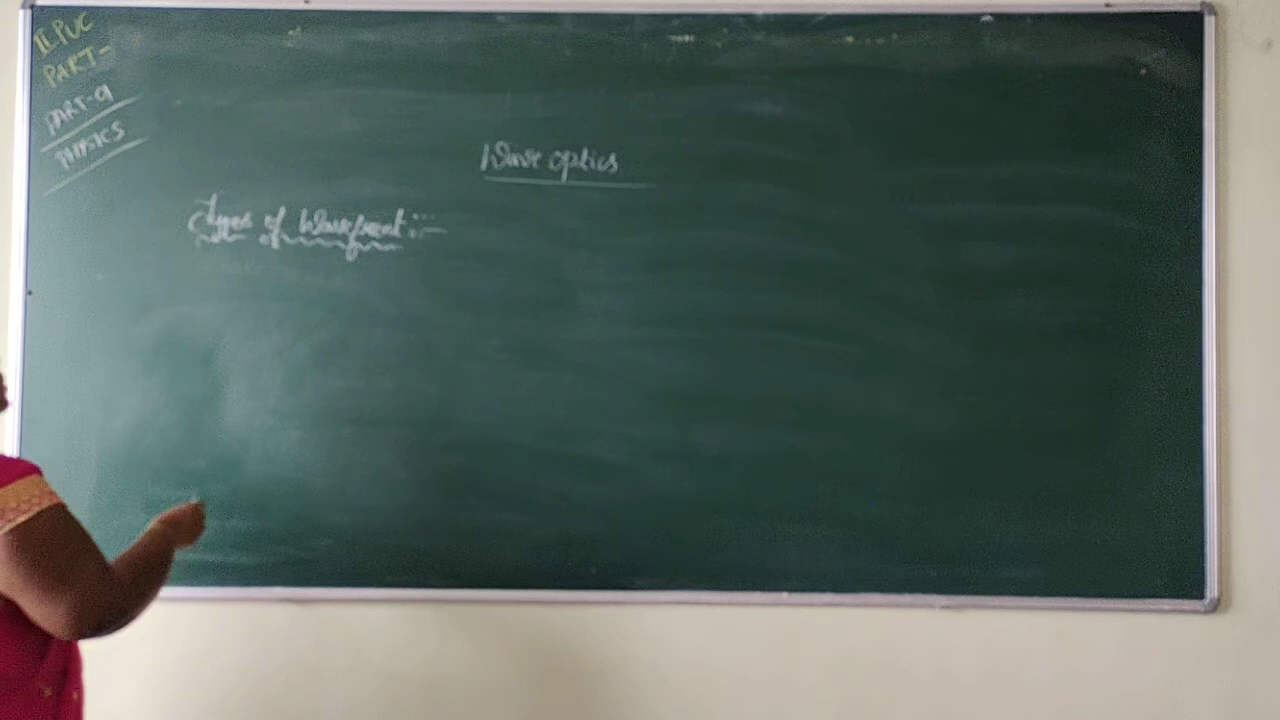 II PUC
PART-
PART-9
PHYSICS
Wave optics
Types of Wavefront :-